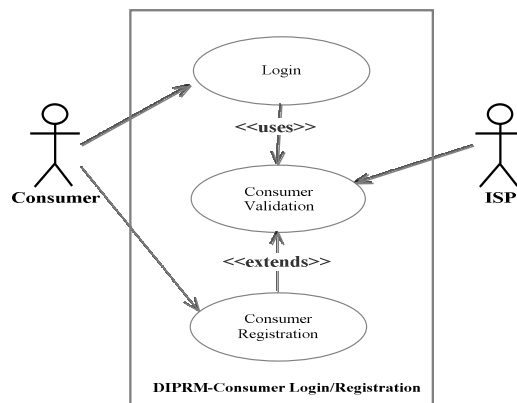 Login
<<uses>>
Consumer
Validation
Consumer
ISP
<<extends>>
Consumer
Registration
DIPRM-Consumer Login/Registration